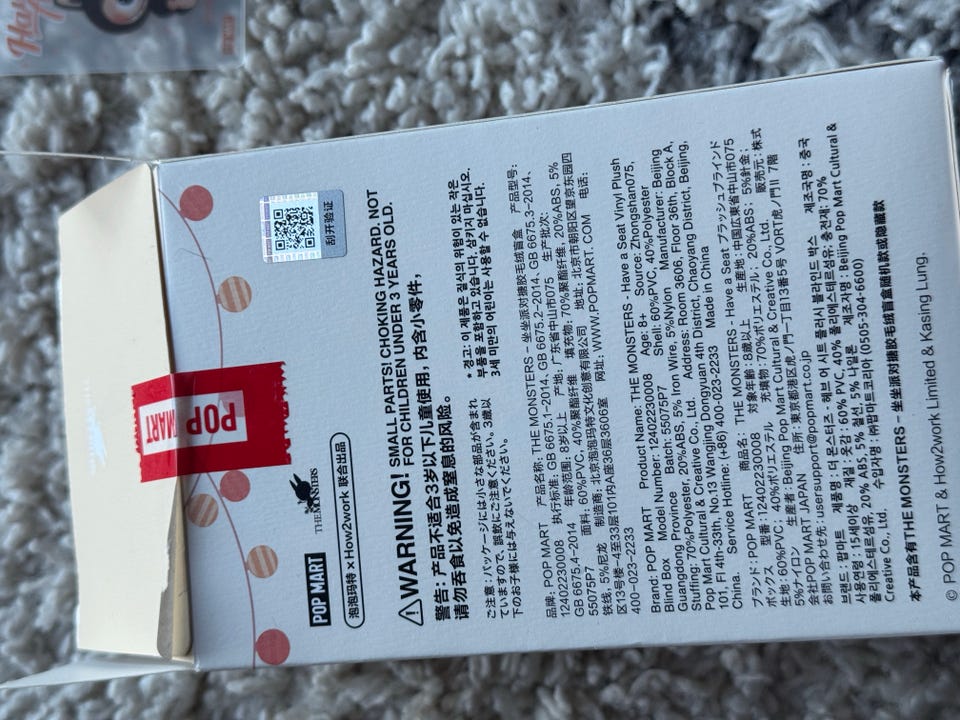 POP MART
POP MART
刮开验证
POP MART
THE MONSTERS
泡泡玛特 x How2work 联合出品
⚠WARNING! SMALL PARTS! CHOKING HAZARD. NOT
FOR CHILDREN UNDER 3 YEARS OLD.
警告: 产品不适合3岁以下儿童使用, 内含小零件,
请勿吞食以免造成窒息的风险。
ご注意: パッケージには小さな部品が含まれ
ていますので、誤飲にご注意ください。3歳以
下のお子様には与えないでください。
* 경고: 이 제품은 질식의 위험이 있는 작은
부품을 포함하고 있습니다, 삼키지 마십시오.
3세 미만의 어린이는 사용할 수 없습니다.
品牌: POP MART 产品名称: THE MONSTERS - 坐坐派对搪胶毛绒盲盒 产品型号:
12402230008 执行标准: GB 6675.1-2014、GB 6675.2-2014、GB 6675.3-2014、
GB 6675.4-2014 年龄范围: 8岁以上 产地: 广东省中山市075 生产批次:
55075P7 面料: 60%PVC, 40%聚酯纤维 填充物: 70%聚酯纤维, 20%ABS, 5%
铁线, 5%尼龙 制造商: 北京泡泡玛特文化创意有限公司 地址: 北京市朝阳区望京东园四
区13号楼-4至33层101内A座36层3606室 网址: WWW.POPMART.COM 电话:
400-023-2233
Brand: POP MART Product Name: THE MONSTERS - Have a Seat Vinyl Plush
Blind Box Model Number: 12402230008 Age: 8+ Source: Zhongshan075,
Guangdong Province Batch: 55075P7 Shell: 60%PVC, 40%Polyester
Stuffing: 70%Polyester, 20%ABS, 5% Iron Wire, 5%Nylon Manufacturer: Beijing
Pop Mart Cultural & Creative Co., Ltd. Address: Room 3606, Floor 36th, Block A,
101, Fl 4th-33th, No.13 Wangjing Dongyuan 4th District, Chaoyang District, Beijing,
China. Service Hotline: (+86) 400-023-2233 Made in China
ブランド: POP MART 商品名: THE MONSTERS - Have a Seat プラッシュブラインド
ボックス 型番: 12402230008 対象年齢: 8歳以上 生産地: 中国広東省中山市075
生地: 60%PVC; 40%ポリエステル 充填物: 70%ポリエステル; 20%ABS; 5%針金;
5%ナイロン 生産者: Beijing Pop Mart Cultural & Creative Co., Ltd. 販売元: 株式
会社POP MART JAPAN 住所: 東京都港区虎ノ門一丁目13番5号 VORT虎ノ門II 7階
お問い合わせ先: usersupport@popmart.co.jp
브랜드: 팝마트 제품명: 더 몬스터즈 - 해브 어 시트 플러시 블라인드 박스 제조국명: 중국
사용연령: 15세이상 재질: 겉감: 60% PVC, 40% 폴리에스테르섬유; 충전재: 70%
폴리에스테르섬유, 20% ABS, 5% 철선, 5% 나일론 제조자명: Beijing Pop Mart Cultural &
Creative Co., Ltd. 수입자명: ㈜팝마트코리아 (0505-304-6600)
本产品含有THE MONSTERS - 坐坐派对搪胶毛绒盲盒随机款或隐藏款
© POP MART & How2work Limited & Kasing Lung.